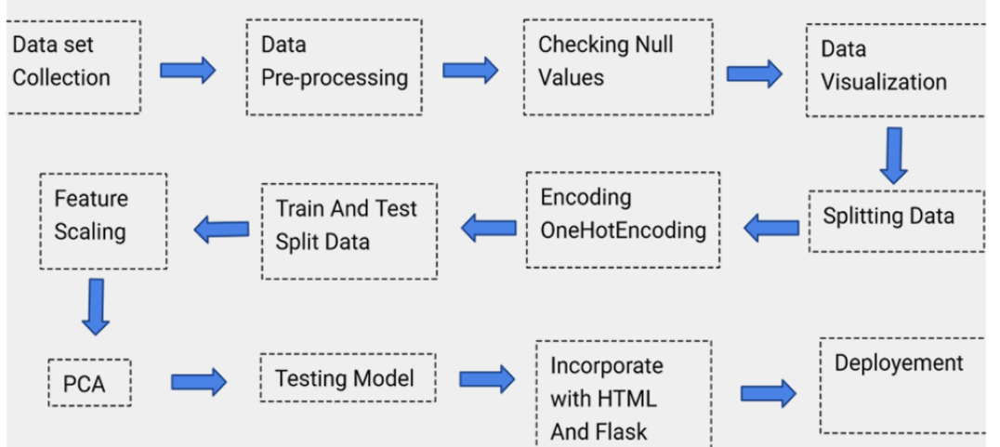 Data set
Collection
Data
Pre-processing
Checking Null
Values
Data
Visualization
Splitting Data
Encoding
OneHotEncoding
Train And Test
Split Data
Feature
Scaling
PCA
Testing Model
Incorporate
with HTML
And Flask
Deployement